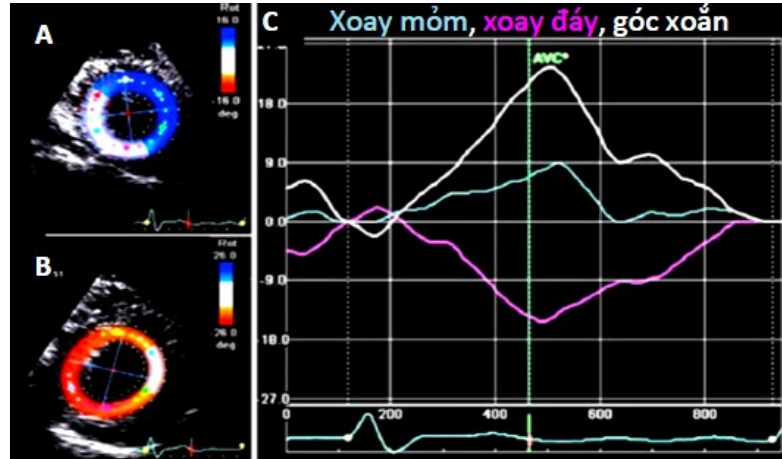 A
Rot
16.0
-16.0
deg
B
S1
Rot
26.0
26.0
deg
C
Xoay mỏm, xoay đáy, góc xoắn
AVC*
18.0
9.0
0.0
-9.0
-18.0
-27.0
0 200 400 600 800